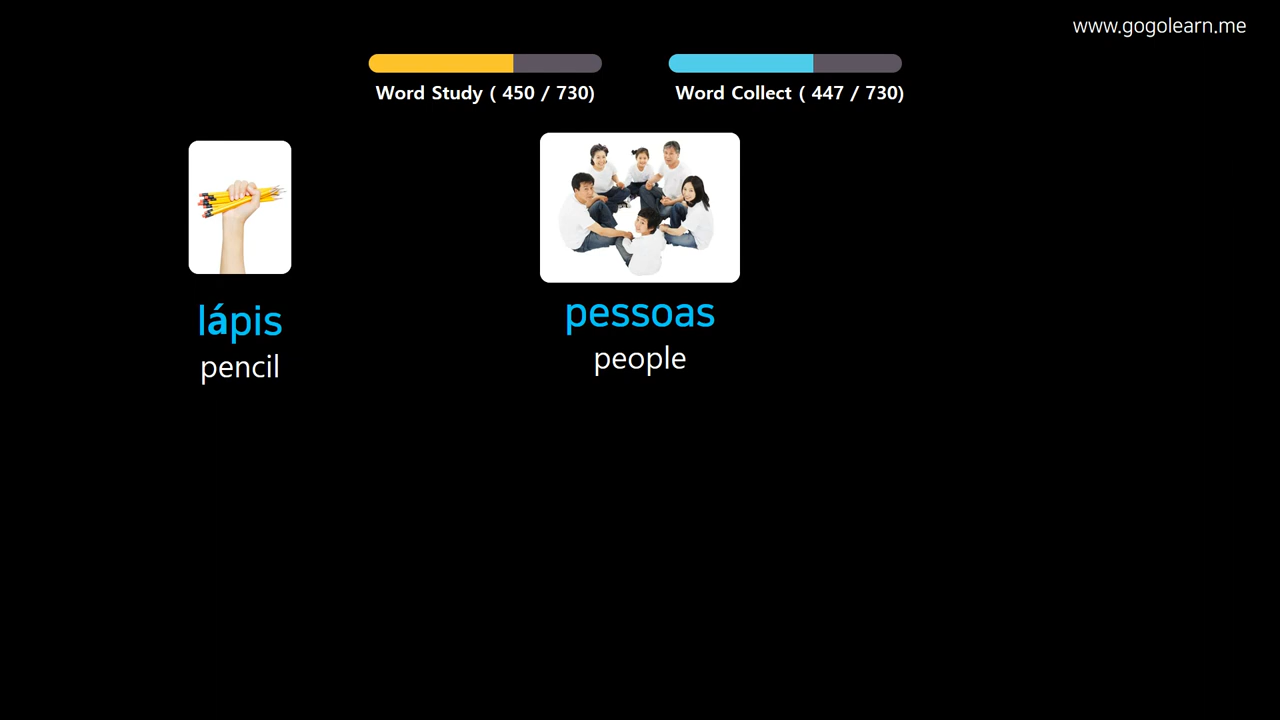 www.gogolearn.me
Word Study ( 450 / 730)
Word Collect ( 447 / 730)
lápis
pencil
pessoas
people